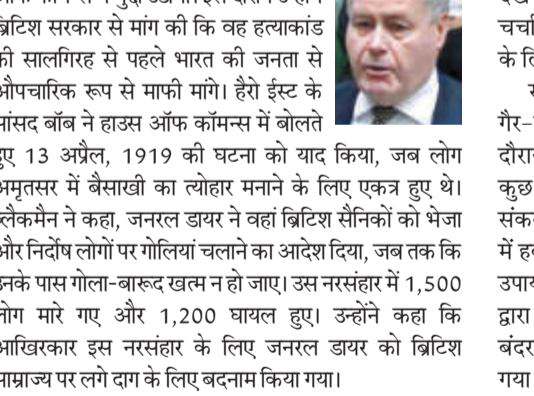 ब्रिटिश सरकार से मांग की कि वह हत्याकांड
की सालगिरह से पहले भारत की जनता से
औपचारिक रूप से माफी मांगे। हैरो ईस्ट के
सांसद बॉब ने हाउस ऑफ कॉमन्स में बोलते
हुए 13 अप्रैल, 1919 की घटना को याद किया, जब लोग
अमृतसर में बैसाखी का त्योहार मनाने के लिए एकत्र हुए थे।
ब्लैकमैन ने कहा, जनरल डायर ने वहां ब्रिटिश सैनिकों को भेजा
और निर्दोष लोगों पर गोलियां चलाने का आदेश दिया, जब तक कि
उनके पास गोला-बारूद खत्म न हो जाए। उस नरसंहार में 1,500
लोग मारे गए और 1,200 घायल हुए। उन्होंने कहा कि
आखिरकार इस नरसंहार के लिए जनरल डायर को ब्रिटिश
साम्राज्य पर लगे दाग के लिए बदनाम किया गया।
चर्चा
के लि
गैर-
दौरा
कुछ
संक
में ह
उपा
द्वारा
बंदर
गया